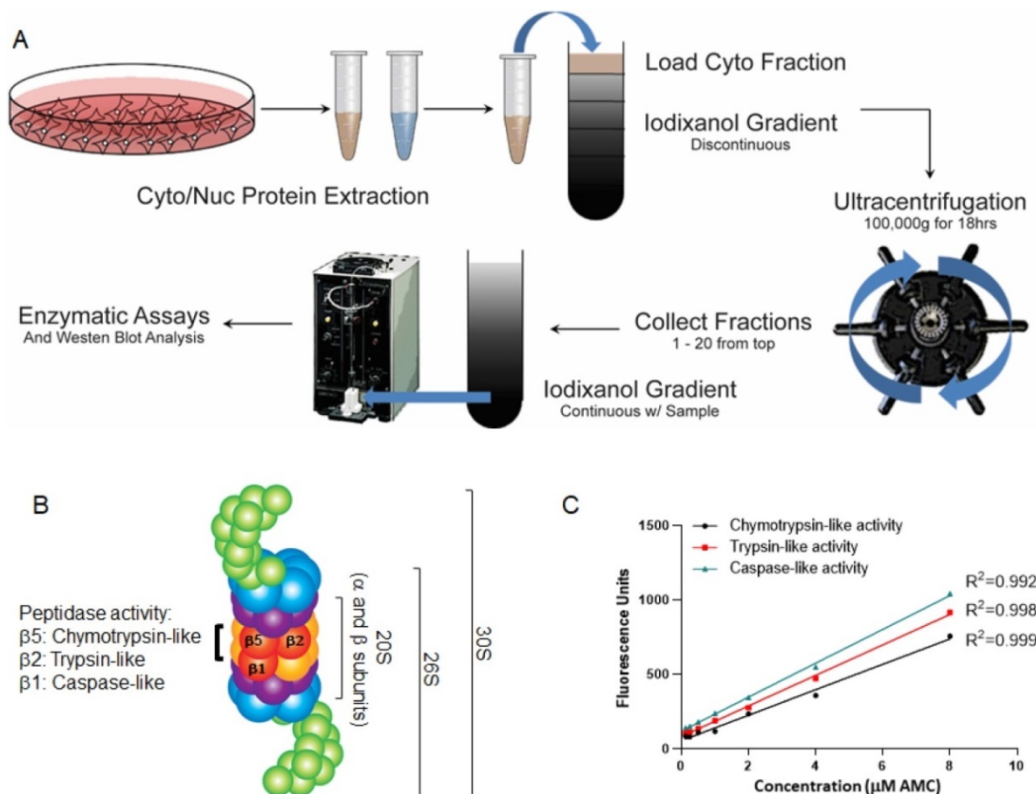 A
Load Cyto Fraction
Iodixanol Gradient
Discontinuous
Cyto/Nuc Protein Extraction
Ultracentrifugation
100,000g for 18hrs
Enzymatic Assays
And Westen Blot Analysis
Collect Fractions
1 - 20 from top
Iodixanol Gradient
Continuous w/ Sample
B
Peptidase activity:
β5: Chymotrypsin-like
β2: Trypsin-like
β1: Caspase-like
β5
β2
β1
(α and β subunits)
20S
26S
30S
C
Chymotrypsin-like activity
Trypsin-like activity
Caspase-like activity
R²=0.992
R²=0.998
R²=0.999
Fluorescence Units
1500
1000
500
0
0 2 4 6 8 10
Concentration (μM AMC)